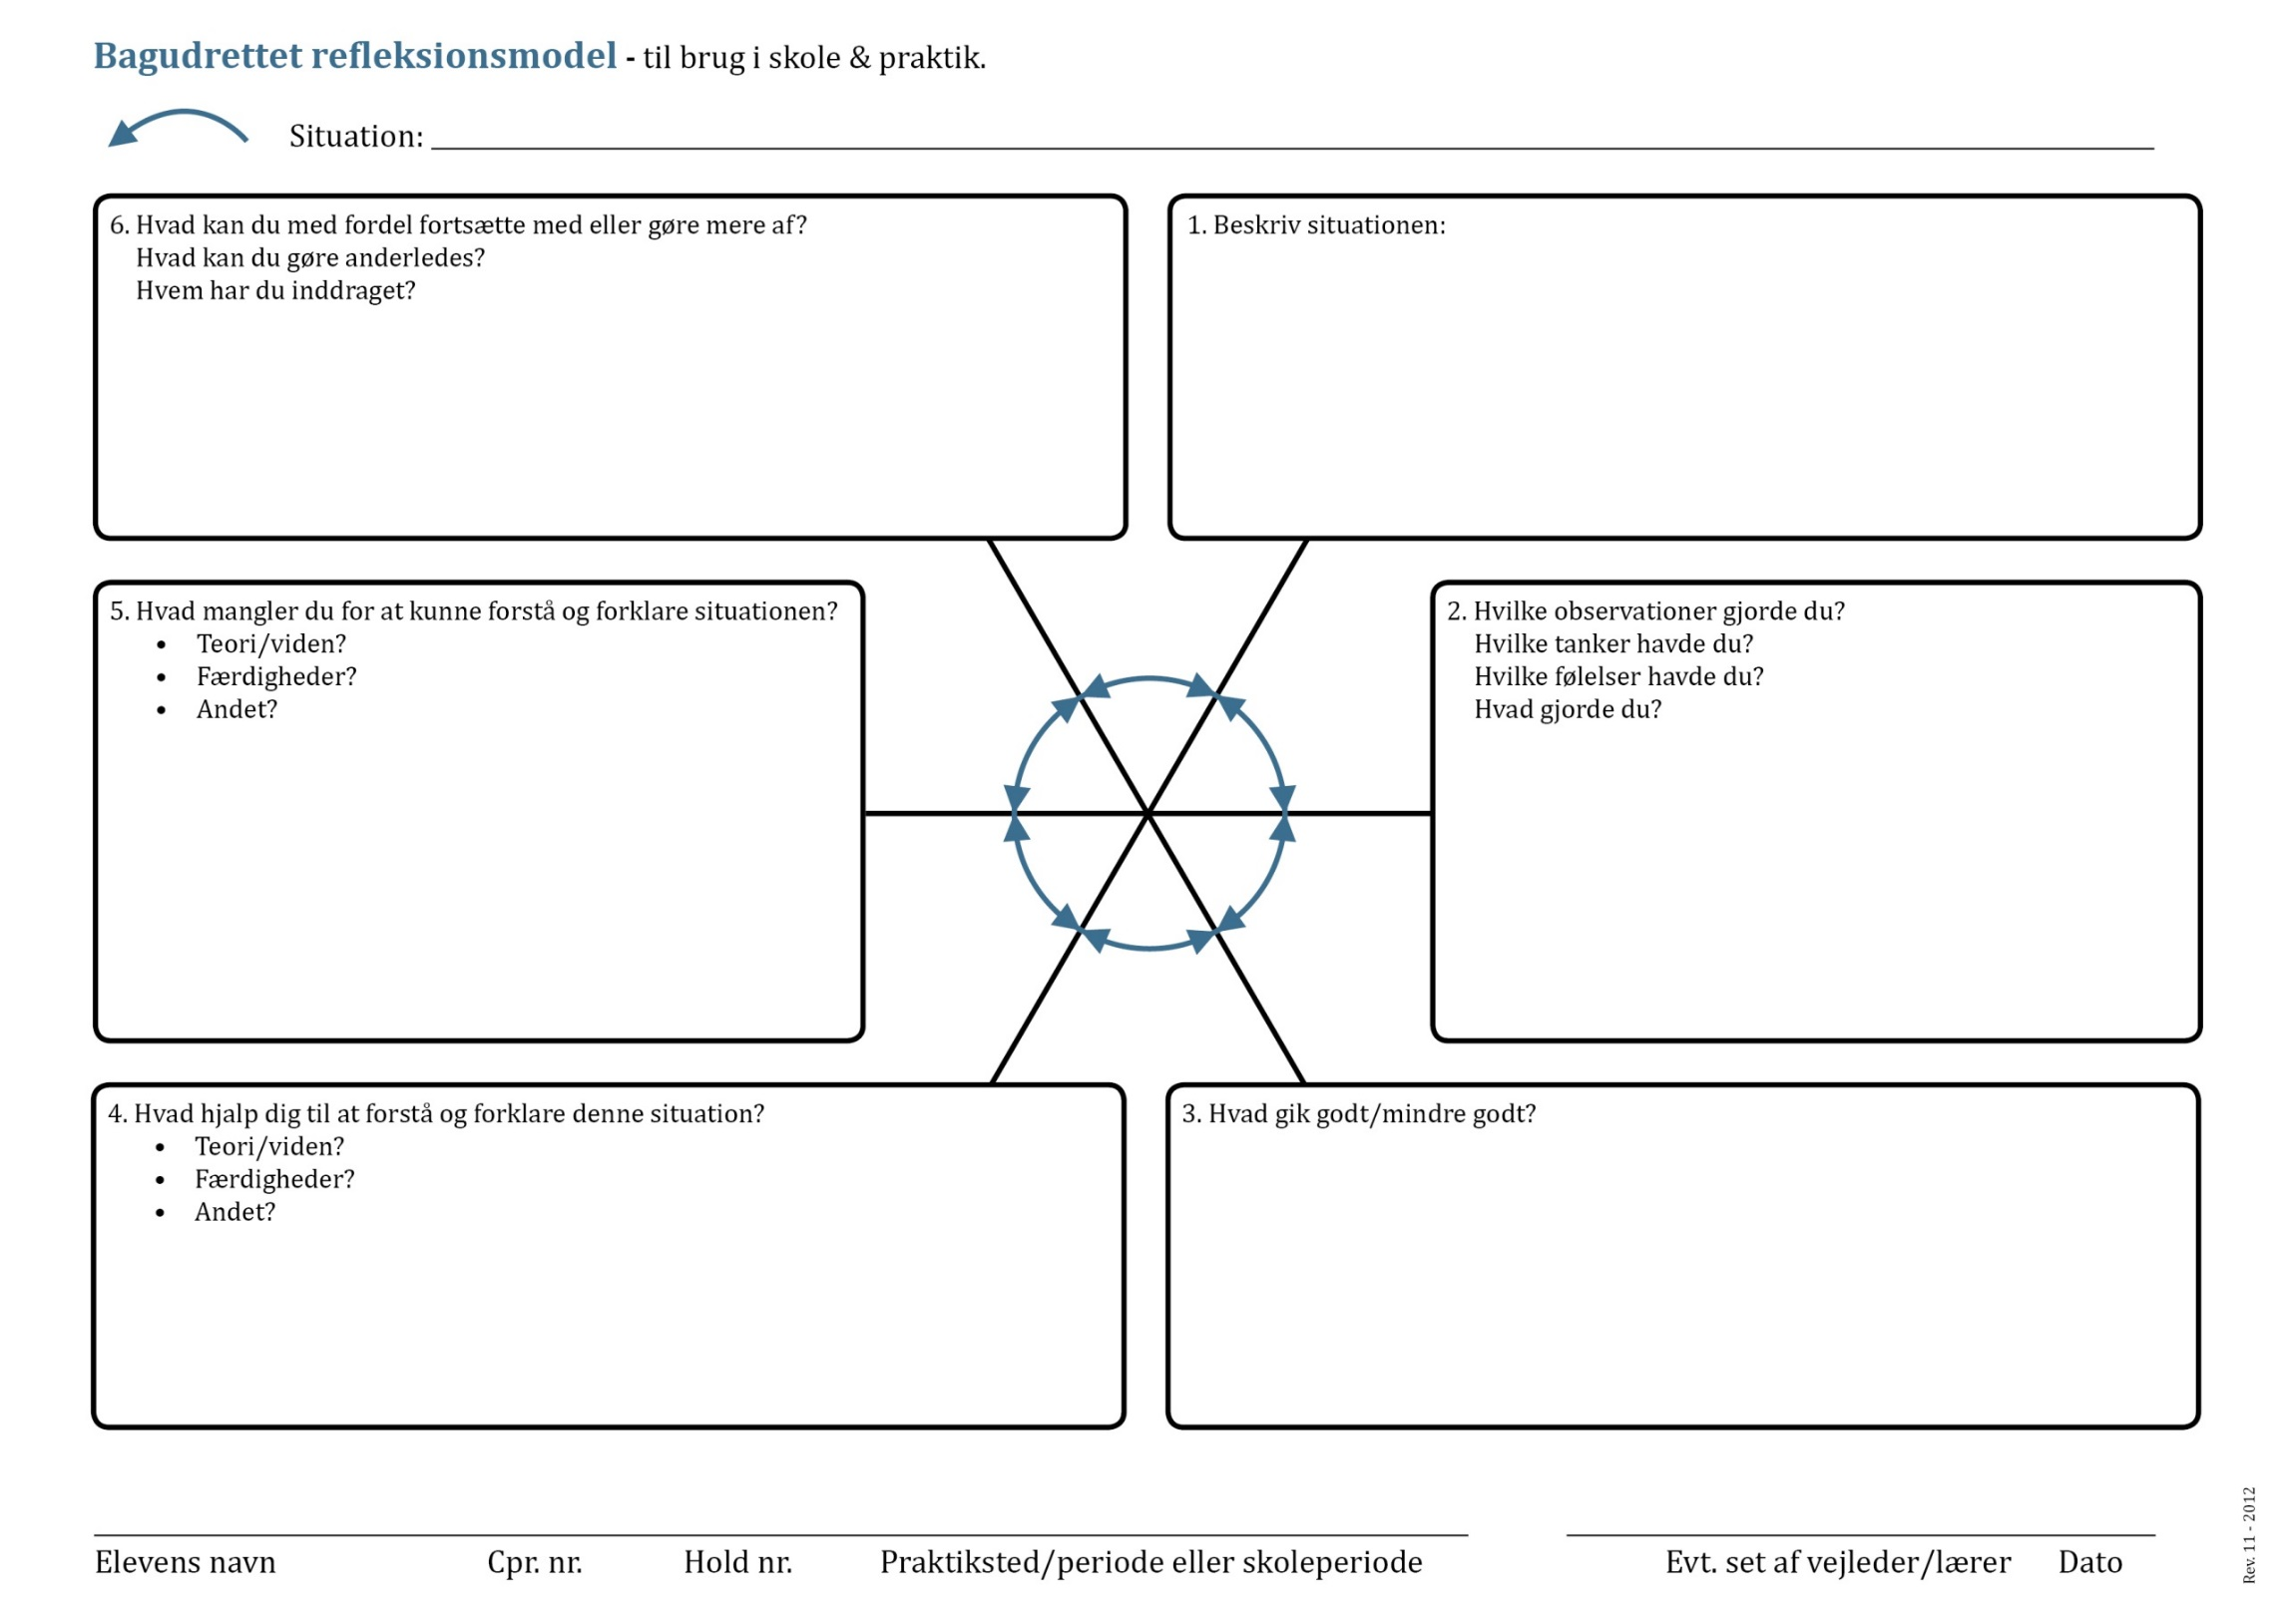 Bagudrettet refleksionsmodel - til brug i skole & praktik.
Situation:
6. Hvad kan du med fordel fortsætte med eller gøre mere af?
Hvad kan du gøre anderledes?
Hvem har du inddraget?
1. Beskriv situationen:
5. Hvad mangler du for at kunne forstå og forklare situationen?
• Teori/viden?
• Færdigheder?
• Andet?
2. Hvilke observationer gjorde du?
Hvilke tanker havde du?
Hvilke følelser havde du?
Hvad gjorde du?
4. Hvad hjalp dig til at forstå og forklare denne situation?
• Teori/viden?
• Færdigheder?
• Andet?
3. Hvad gik godt/mindre godt?
Elevens navn Cpr. nr. Hold nr. Praktiksted/periode eller skoleperiode Evt. set af vejleder/lærer Dato
Rev. 11 - 2012